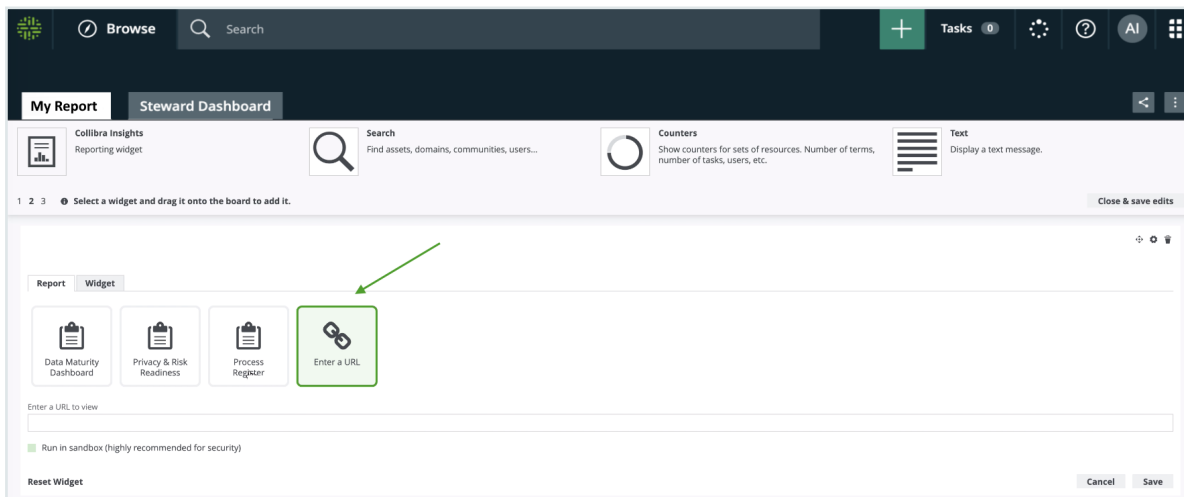 Browse
Search
Tasks 0
AI
My Report
Steward Dashboard
Collibra Insights
Reporting widget
Search
Find assets, domains, communities, users...
Counters
Show counters for sets of resources. Number of terms,
number of tasks, users, etc.
Text
Display a text message.
1 2 3 Select a widget and drag it onto the board to add it.
Close & save edits
Report
Widget
Data Maturity
Dashboard
Privacy & Risk
Readiness
Process
Register
Enter a URL
Enter a URL to view
Run in sandbox (highly recommended for security)
Reset Widget
Cancel
Save